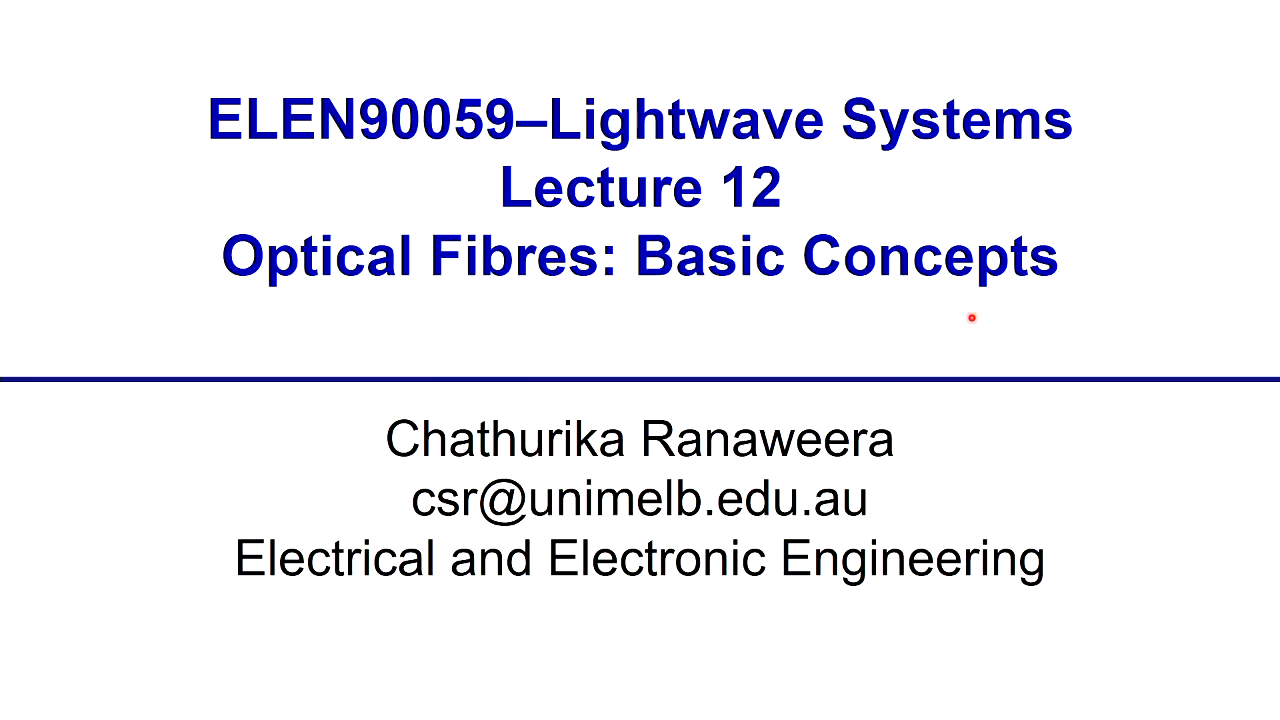 ELEN90059–Lightwave Systems
Lecture 12
Optical Fibres: Basic Concepts
Chathurika Ranaweera
csr@unimelb.edu.au
Electrical and Electronic Engineering